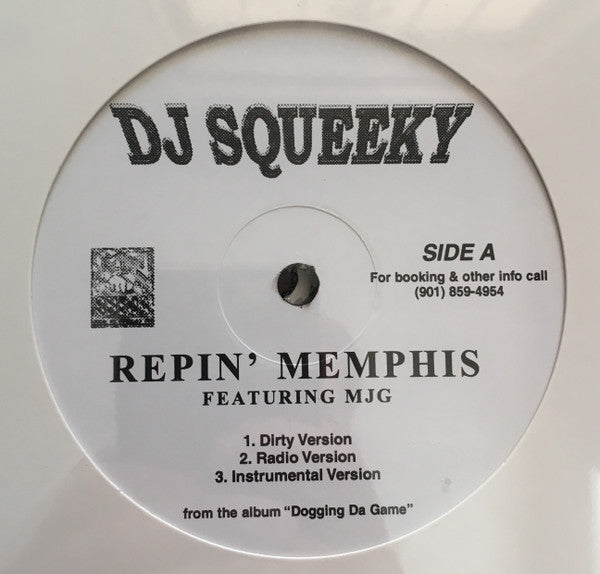 DJ SQUEEKY
SIDE A
For booking & other info call
(901) 859-4954
REPIN’ MEMPHIS
FEATURING MJG
1. Dirty Version
2. Radio Version
3. Instrumental Version
from the album “Dogging Da Game”